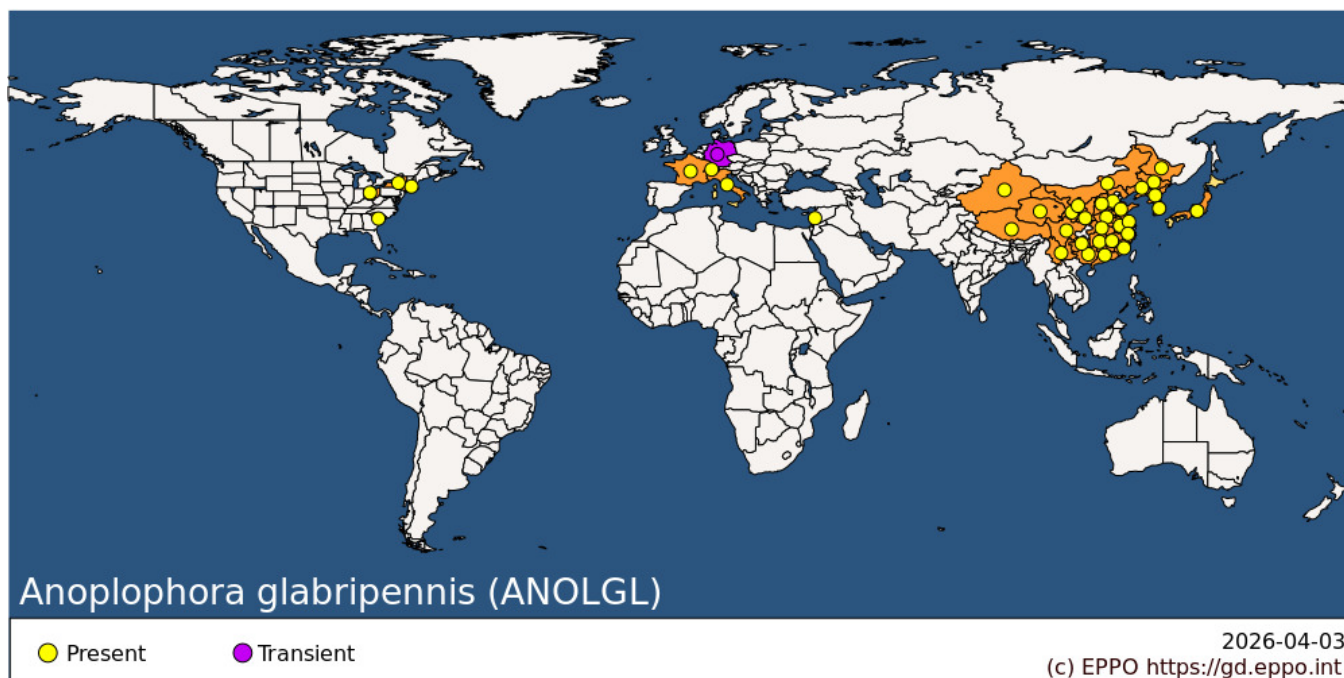 Anoplophora glabripennis (ANOLGL)
Present
Transient
2026-04-03
(c) EPPO https://gd.eppo.int